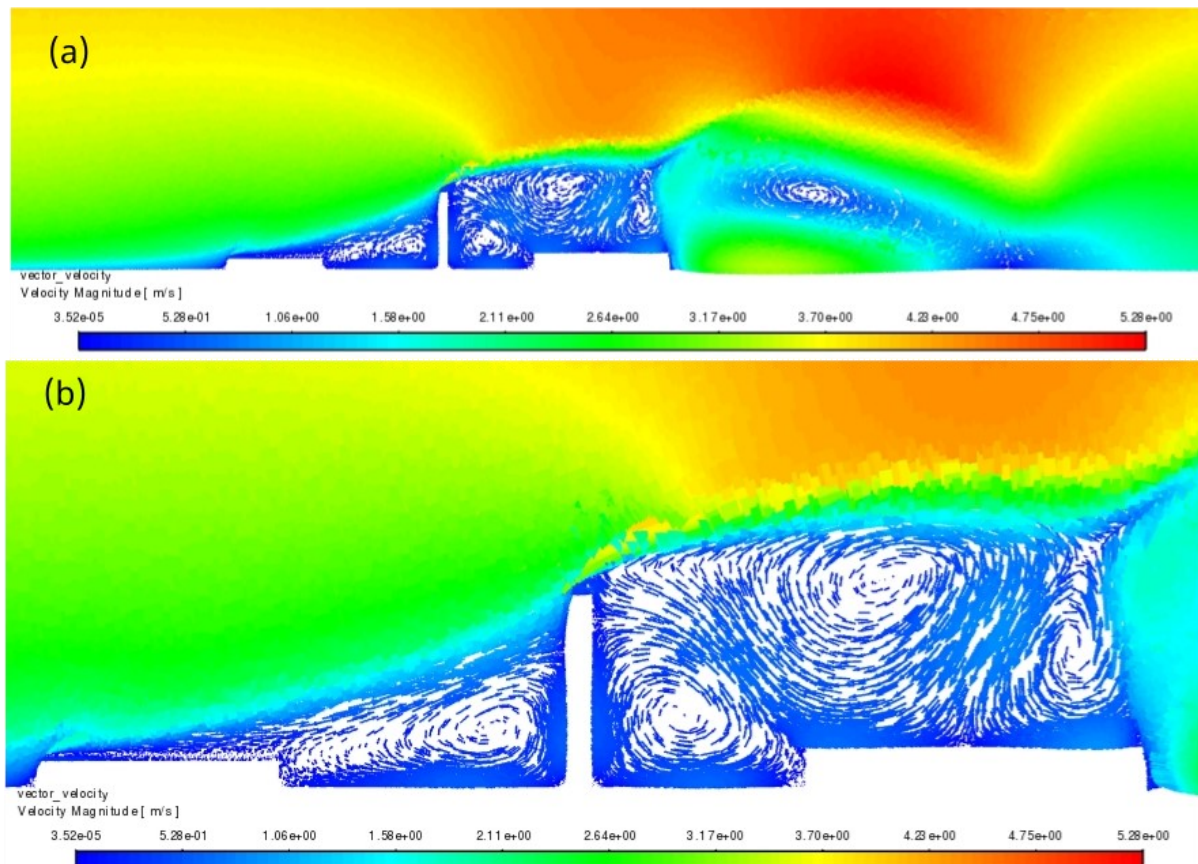 (a)
vector_velocity
Velocity Magnitude [ m/s ]
3.52e-05 5.28e-01 1.06e+00 1.58e+00 2.11e+00 2.64e+00 3.17e+00 3.70e+00 4.23e+00 4.75e+00 5.28e+00
(b)
vector_velocity
Velocity Magnitude [ m/s ]
3.52e-05 5.28e-01 1.06e+00 1.58e+00 2.11e+00 2.64e+00 3.17e+00 3.70e+00 4.23e+00 4.75e+00 5.28e+00